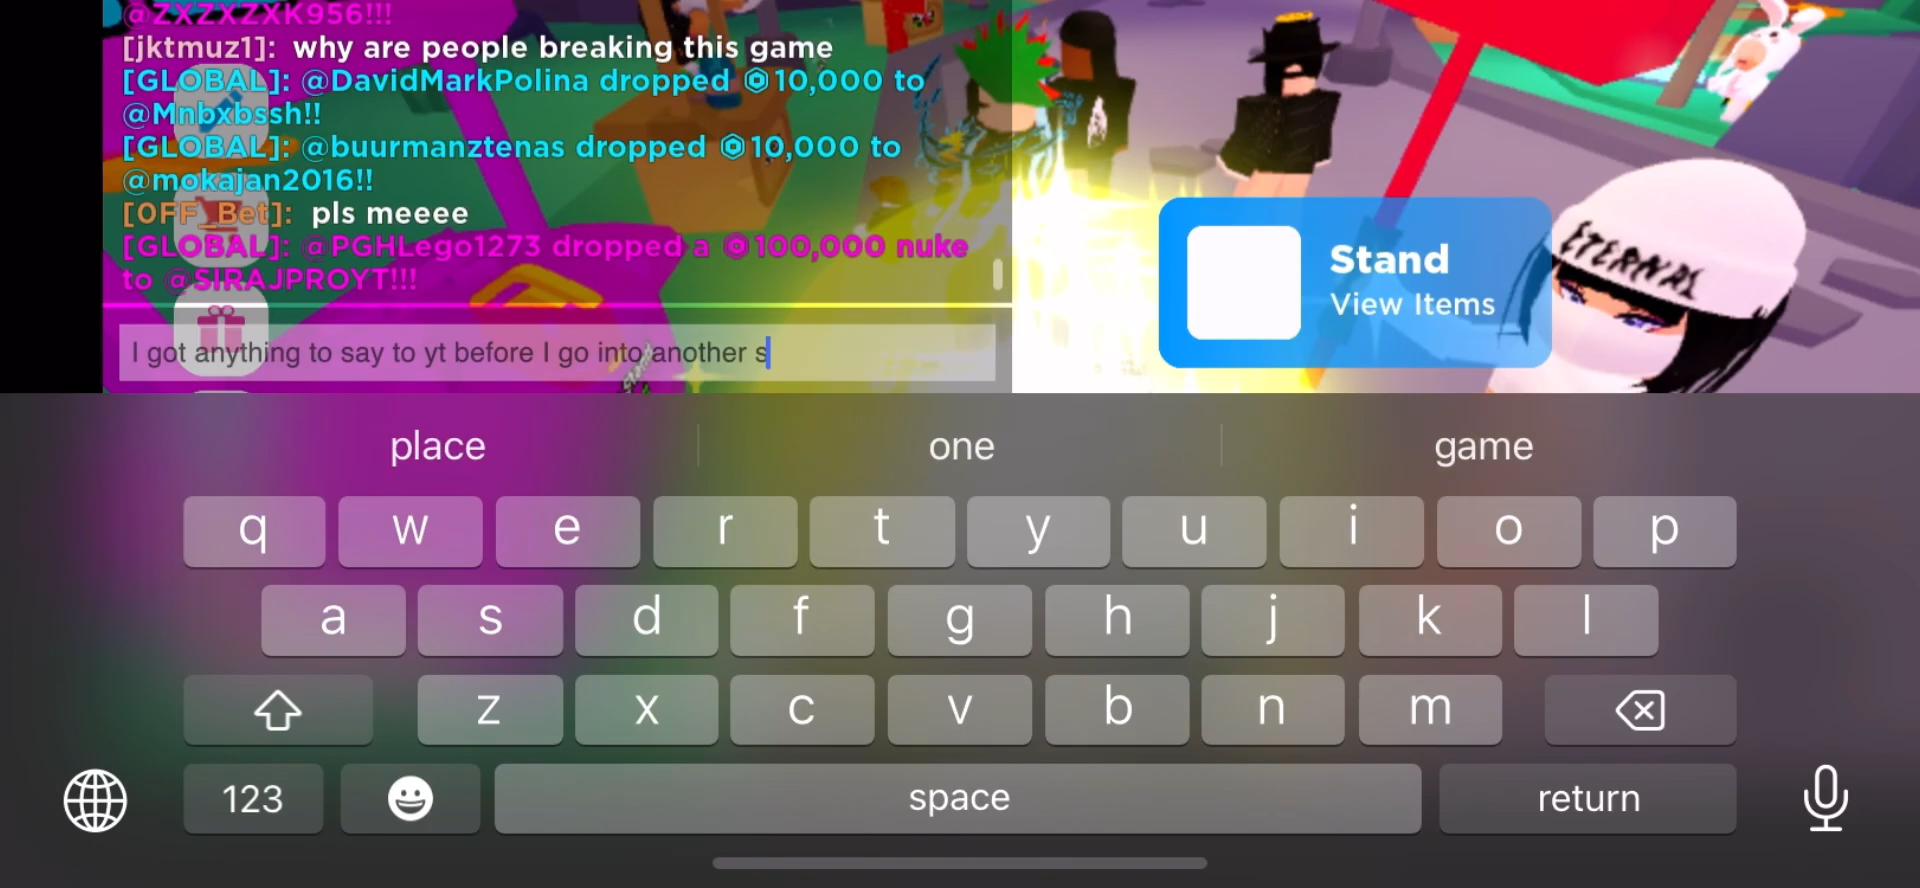 @ZXZXZXK956!!!
[jktmuz1]: why are people breaking this game
[GLOBAL]: @DavidMarkPolina dropped 10,000 to
@Mnbxbssh!!
[GLOBAL]: @buurmanztenas dropped 10,000 to
@mokajan2016!!
[OFF_Bet]: pls meeee
[GLOBAL]: @PGHLego1273 dropped a 100,000 nuke
to @SIRAJPROYT!!!
I got anything to say to yt before I go into another s
Stand
View Items
ETERNAL
place one game
q w e r t y u i o p
a s d f g h j k l
z x c v b n m
123 space return